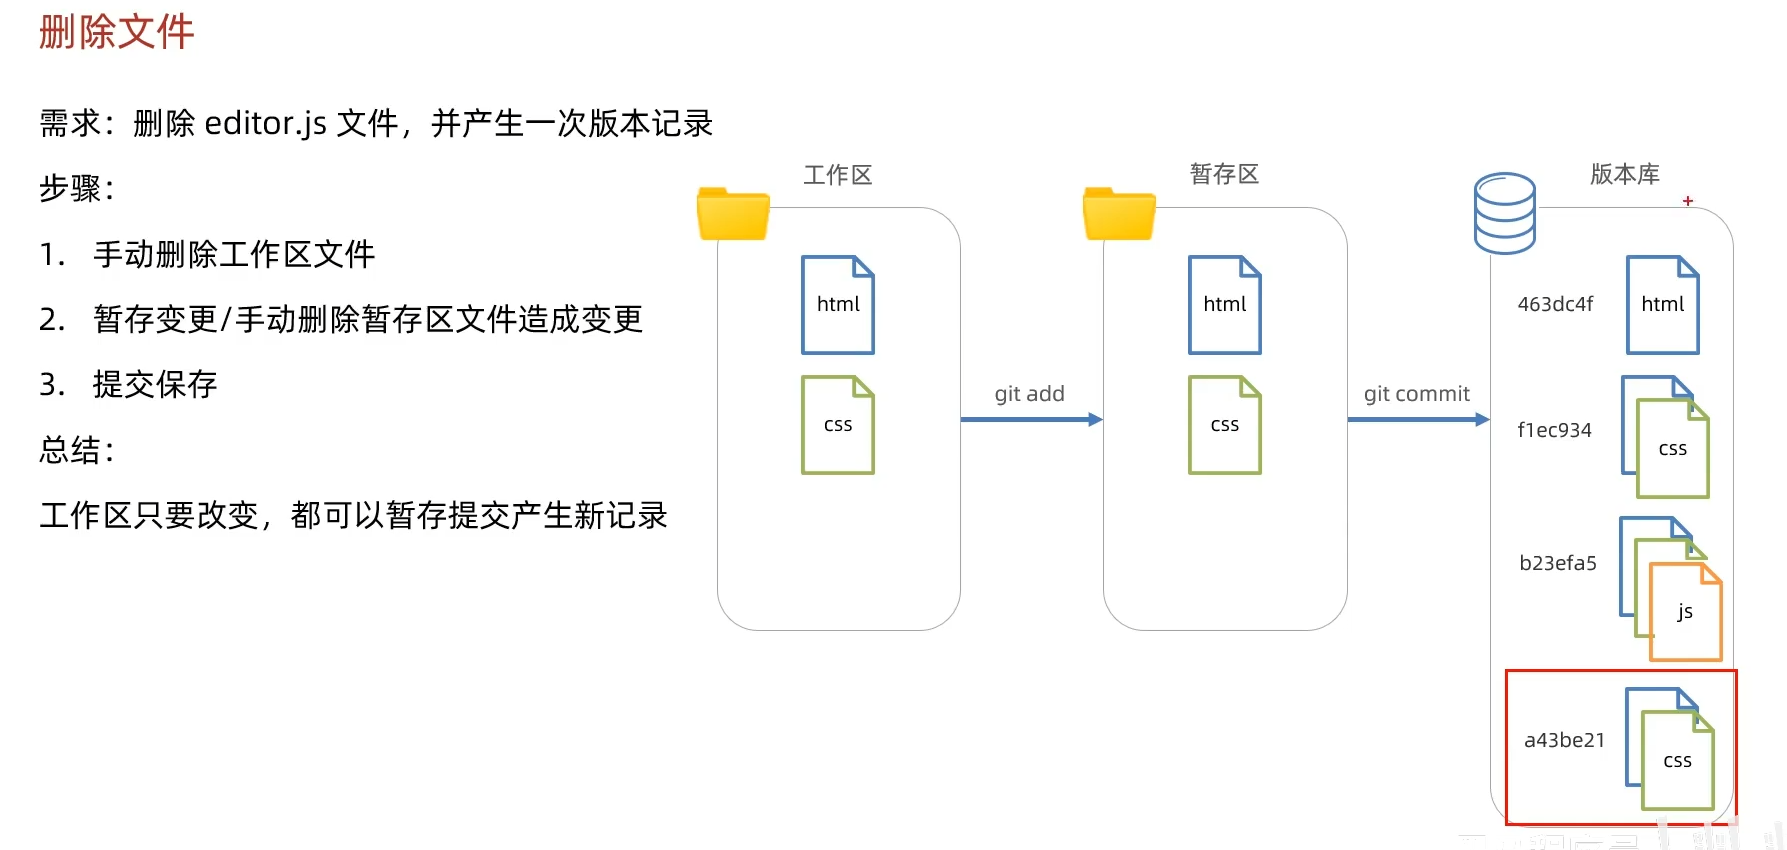 删除文件
需求：删除 editor.js 文件，并产生一次版本记录
步骤：
1. 手动删除工作区文件
2. 暂存变更/手动删除暂存区文件造成变更
3. 提交保存
总结：
工作区只要改变，都可以暂存提交产生新记录
工作区
html
css
git add
暂存区
html
css
git commit
版本库
463dc4f
html
f1ec934
css
b23efa5
js
a43be21
css